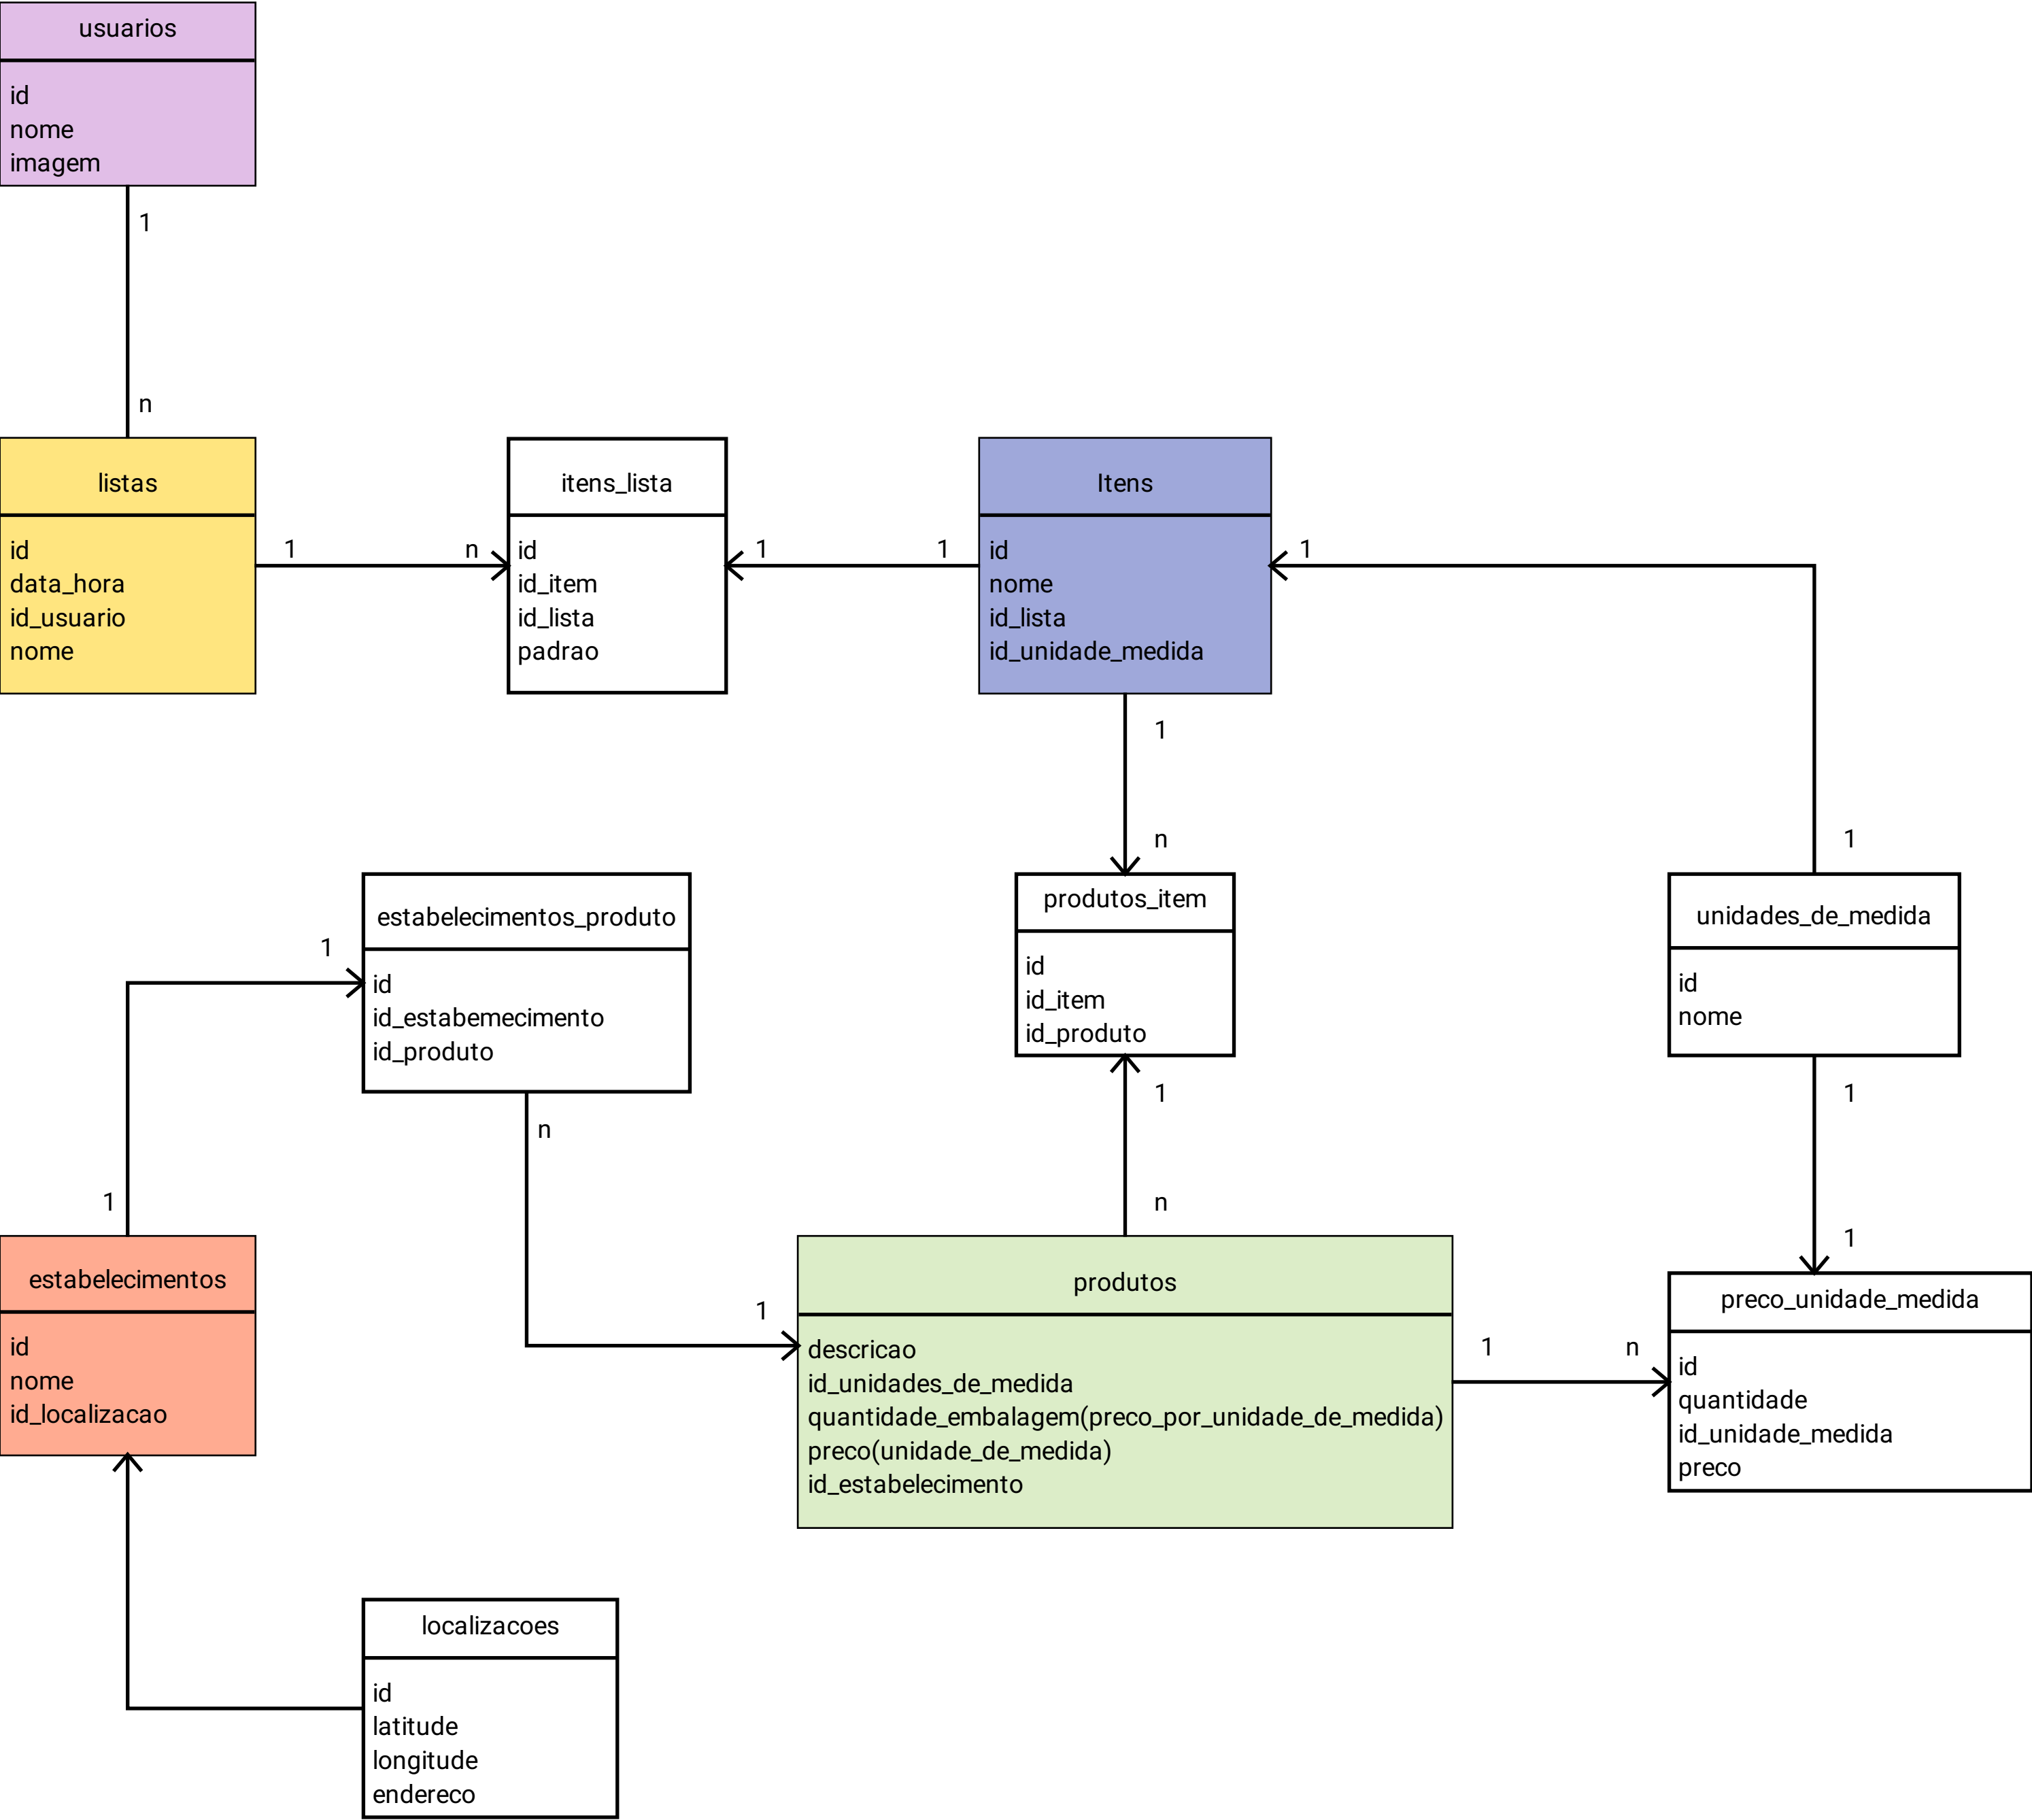 usuarios
id
nome
imagem
1
n
listas
id
data_hora
id_usuario
nome
1
n
itens_lista
id
id_item
id_lista
padrao
1
1
Itens
id
nome
id_lista
id_unidade_medida
1
1
1
n
estabelecimentos_produto
id
id_estabemecimento
id_produto
1
n
1
1
produtos_item
id
id_item
id_produto
1
n
unidades_de_medida
id
nome
1
1
estabelecimentos
id
nome
id_localizacao
produtos
descricao
id_unidades_de_medida
quantidade_embalagem(preco_por_unidade_de_medida)
preco(unidade_de_medida)
id_estabelecimento
1
n
preco_unidade_medida
id
quantidade
id_unidade_medida
preco
localizacoes
id
latitude
longitude
endereco